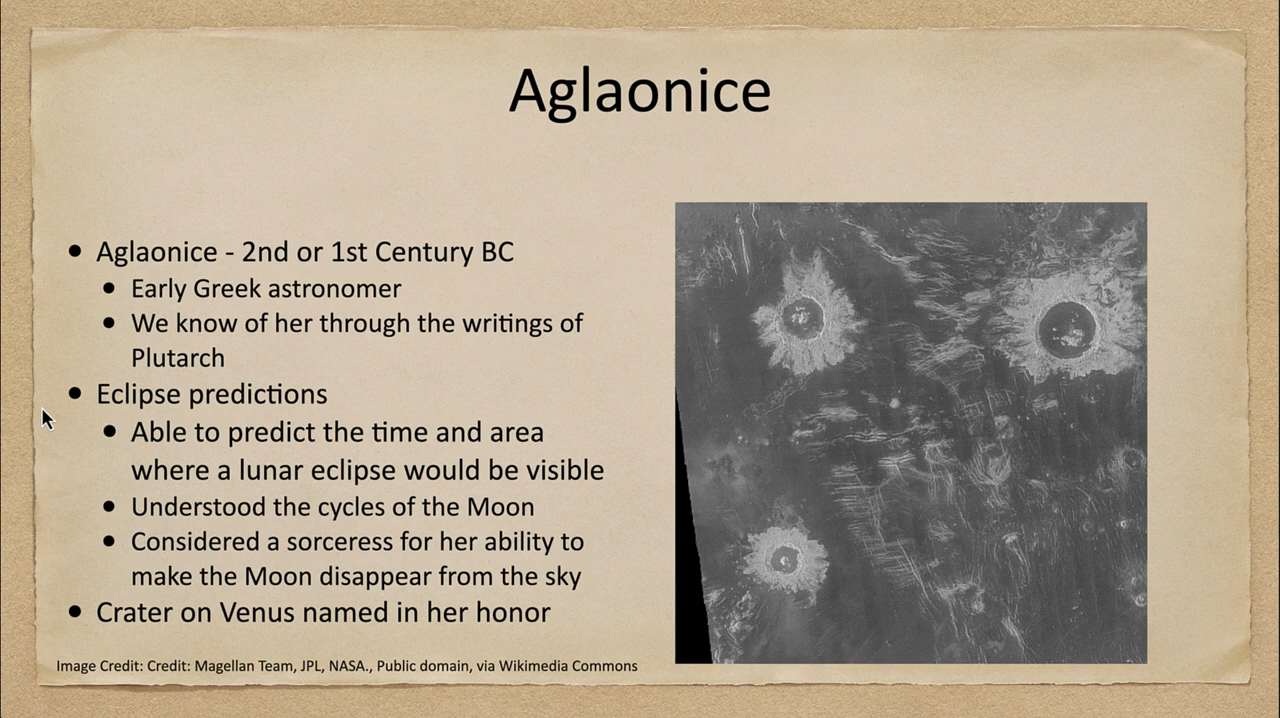 Aglaonice
• Aglaonice - 2nd or 1st Century BC
• Early Greek astronomer
• We know of her through the writings of
Plutarch
• Eclipse predictions
• Able to predict the time and area
where a lunar eclipse would be visible
• Understood the cycles of the Moon
• Considered a sorceress for her ability to
make the Moon disappear from the sky
• Crater on Venus named in her honor
Image Credit: Credit: Magellan Team, JPL, NASA., Public domain, via Wikimedia Commons